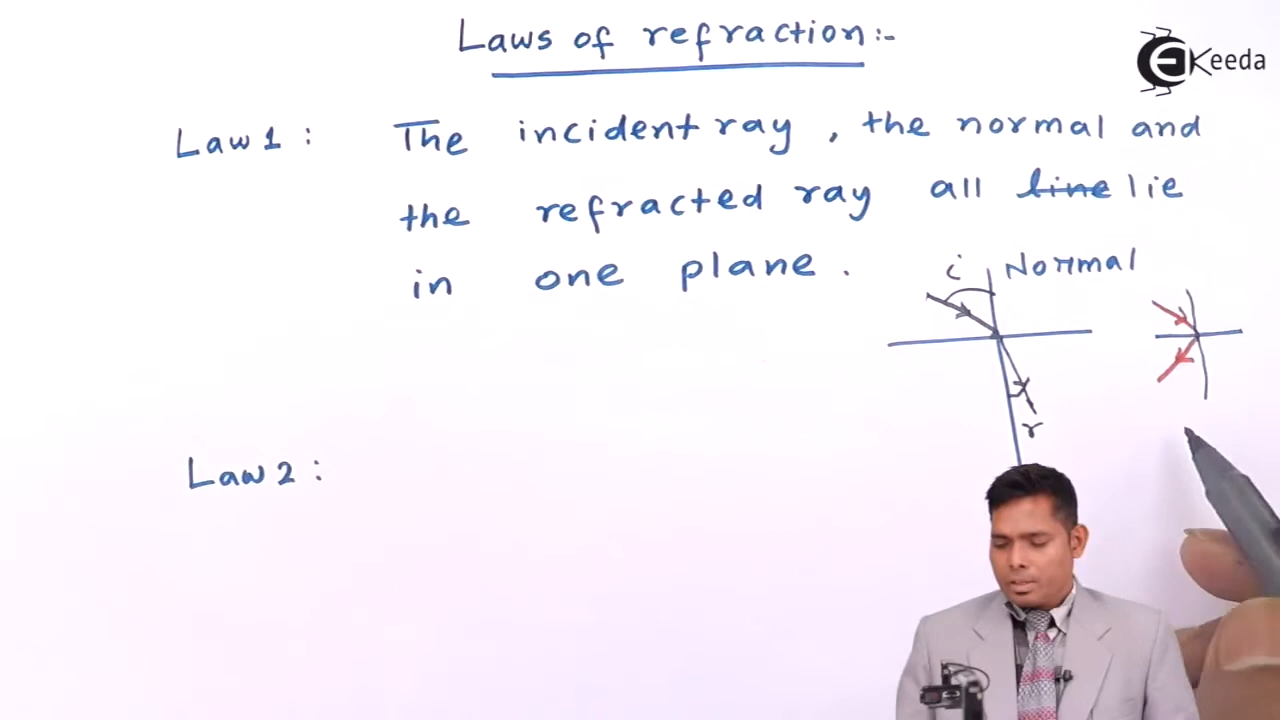 Laws of refraction:-
EKeeda
Law 1 : The incident ray, the normal and
the refracted ray all line lie
in one plane.
i Normal
r
Law 2 :